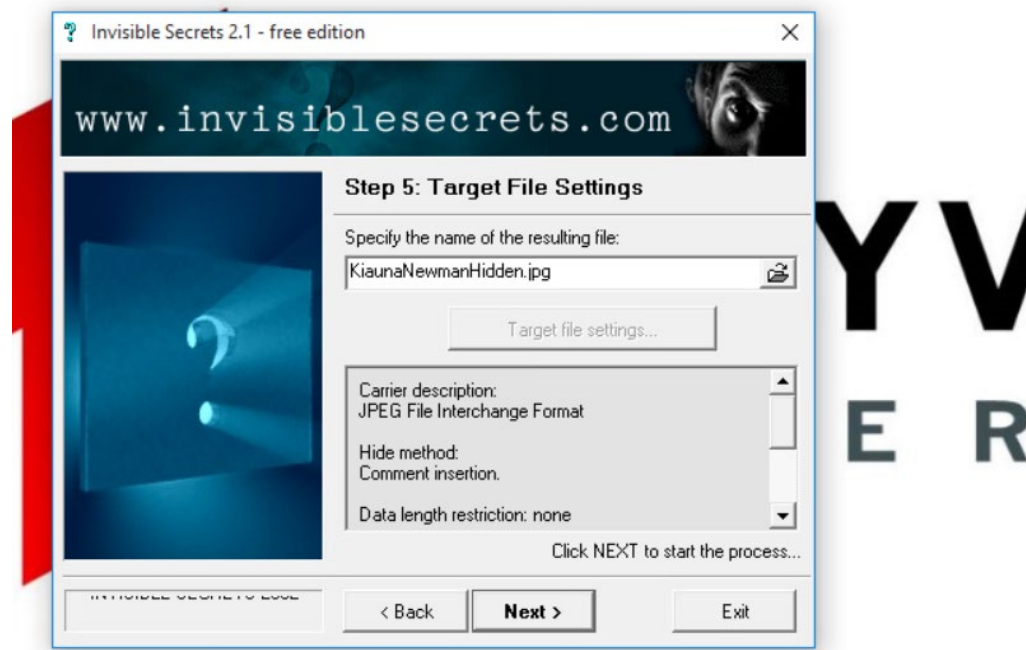 Invisible Secrets 2.1 - free edition
www.invisiblesecrets.com
Step 5: Target File Settings
Specify the name of the resulting file:
KiaunaNewmanHidden.jpg
Target file settings...
Carrier description:
JPEG File Interchange Format
Hide method:
Comment insertion.
Data length restriction: none
Click NEXT to start the process...
< Back
Next >
Exit
YV
E R